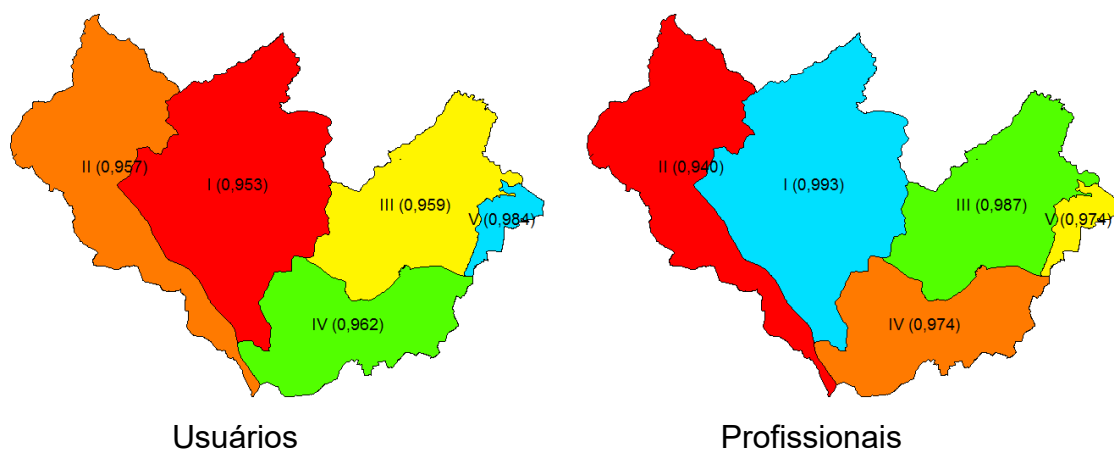 II (0,957)
I (0,953)
III (0,959)
V (0,984)
IV (0,962)
Usuários
II (0,940)
I (0,993)
III (0,987)
V (0,974)
IV (0,974)
Profissionais